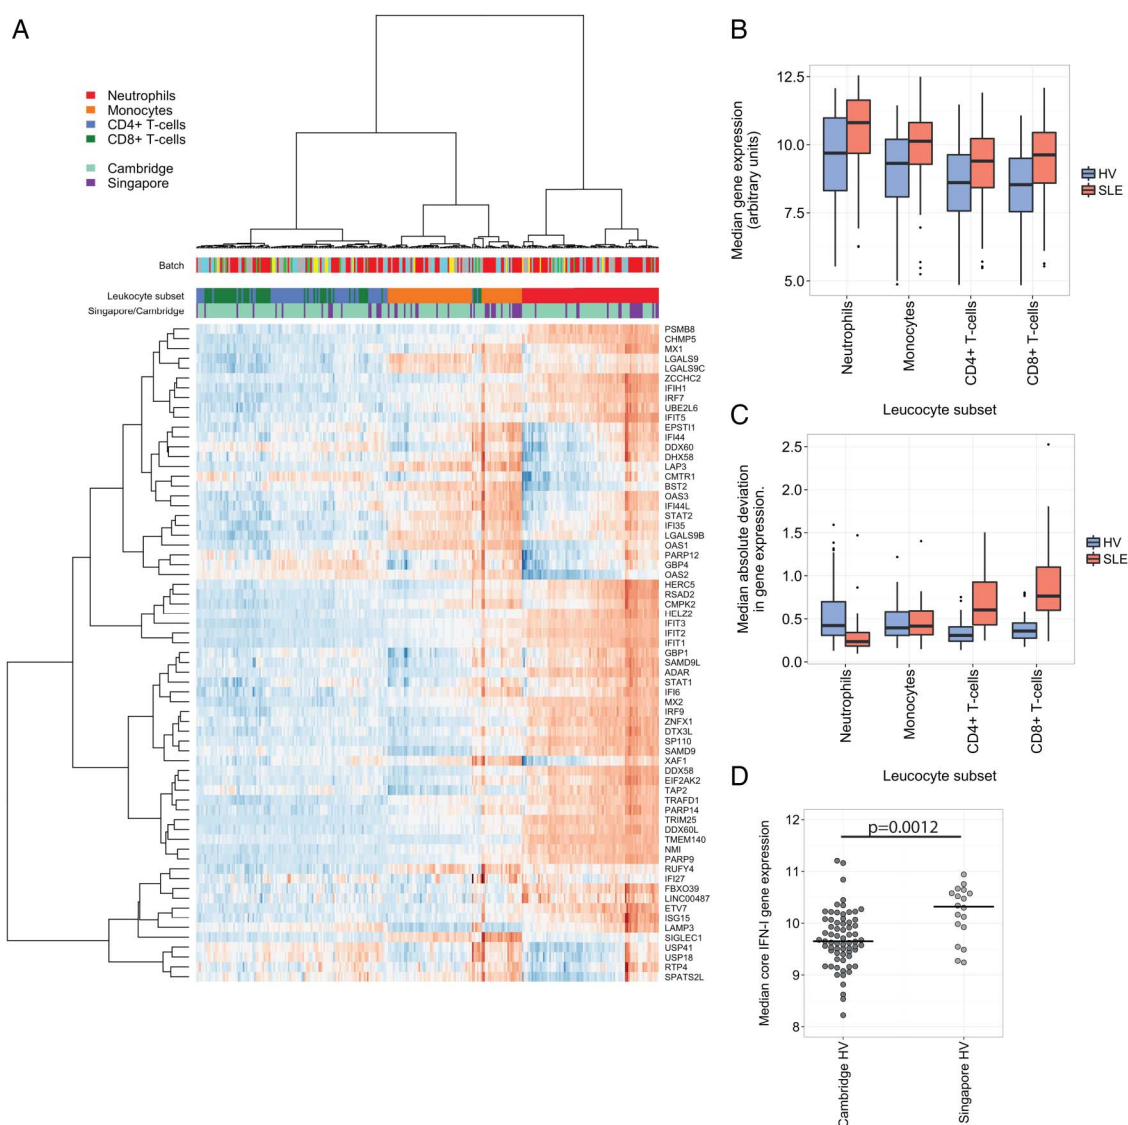 A
Neutrophils
Monocytes
CD4+ T-cells
CD8+ T-cells
Cambridge
Singapore
Batch
Leukocyte subset
Singapore/Cambridge
PSMB8
CHMP5
MX1
LGALS9
LGALS9C
ZCCHC2
IFIH1
IRF7
UBE2L6
IFIT5
EPSTI1
IFI44
DDX60
DHX58
LAP3
CMTR1
BST2
OAS3
IFI44L
STAT2
IFI35
LGALS9B
OAS1
PARP12
GBP4
OAS2
HERC5
RSAD2
CMPK2
HELZ2
IFIT3
IFIT2
IFIT1
GBP1
SAMD9L
ADAR
STAT1
IFI6
MX2
IRF9
ZNFX1
DTX3L
SP110
SAMD9
XAF1
DDX58
EIF2AK2
TAP2
TRAFD1
PARP14
TRIM25
DDX60L
TMEM140
NMI
PARP9
RUFY4
IFI27
FBXO39
LINC00487
ETV7
ISG15
LAMP3
SIGLEC1
USP41
USP18
RTP4
SPATS2L
B
Median gene expression
(arbitrary units)
12.5
10.0
7.5
5.0
Neutrophils
Monocytes
CD4+ T-cells
CD8+ T-cells
Leucocyte subset
HV
SLE
C
Median absolute deviation
in gene expression.
2.5
2.0
1.5
1.0
0.5
0.0
Neutrophils
Monocytes
CD4+ T-cells
CD8+ T-cells
Leucocyte subset
HV
SLE
D
Median core IFN-I gene expression
12
11
10
9
8
p=0.0012
Cambridge HV
Singapore HV